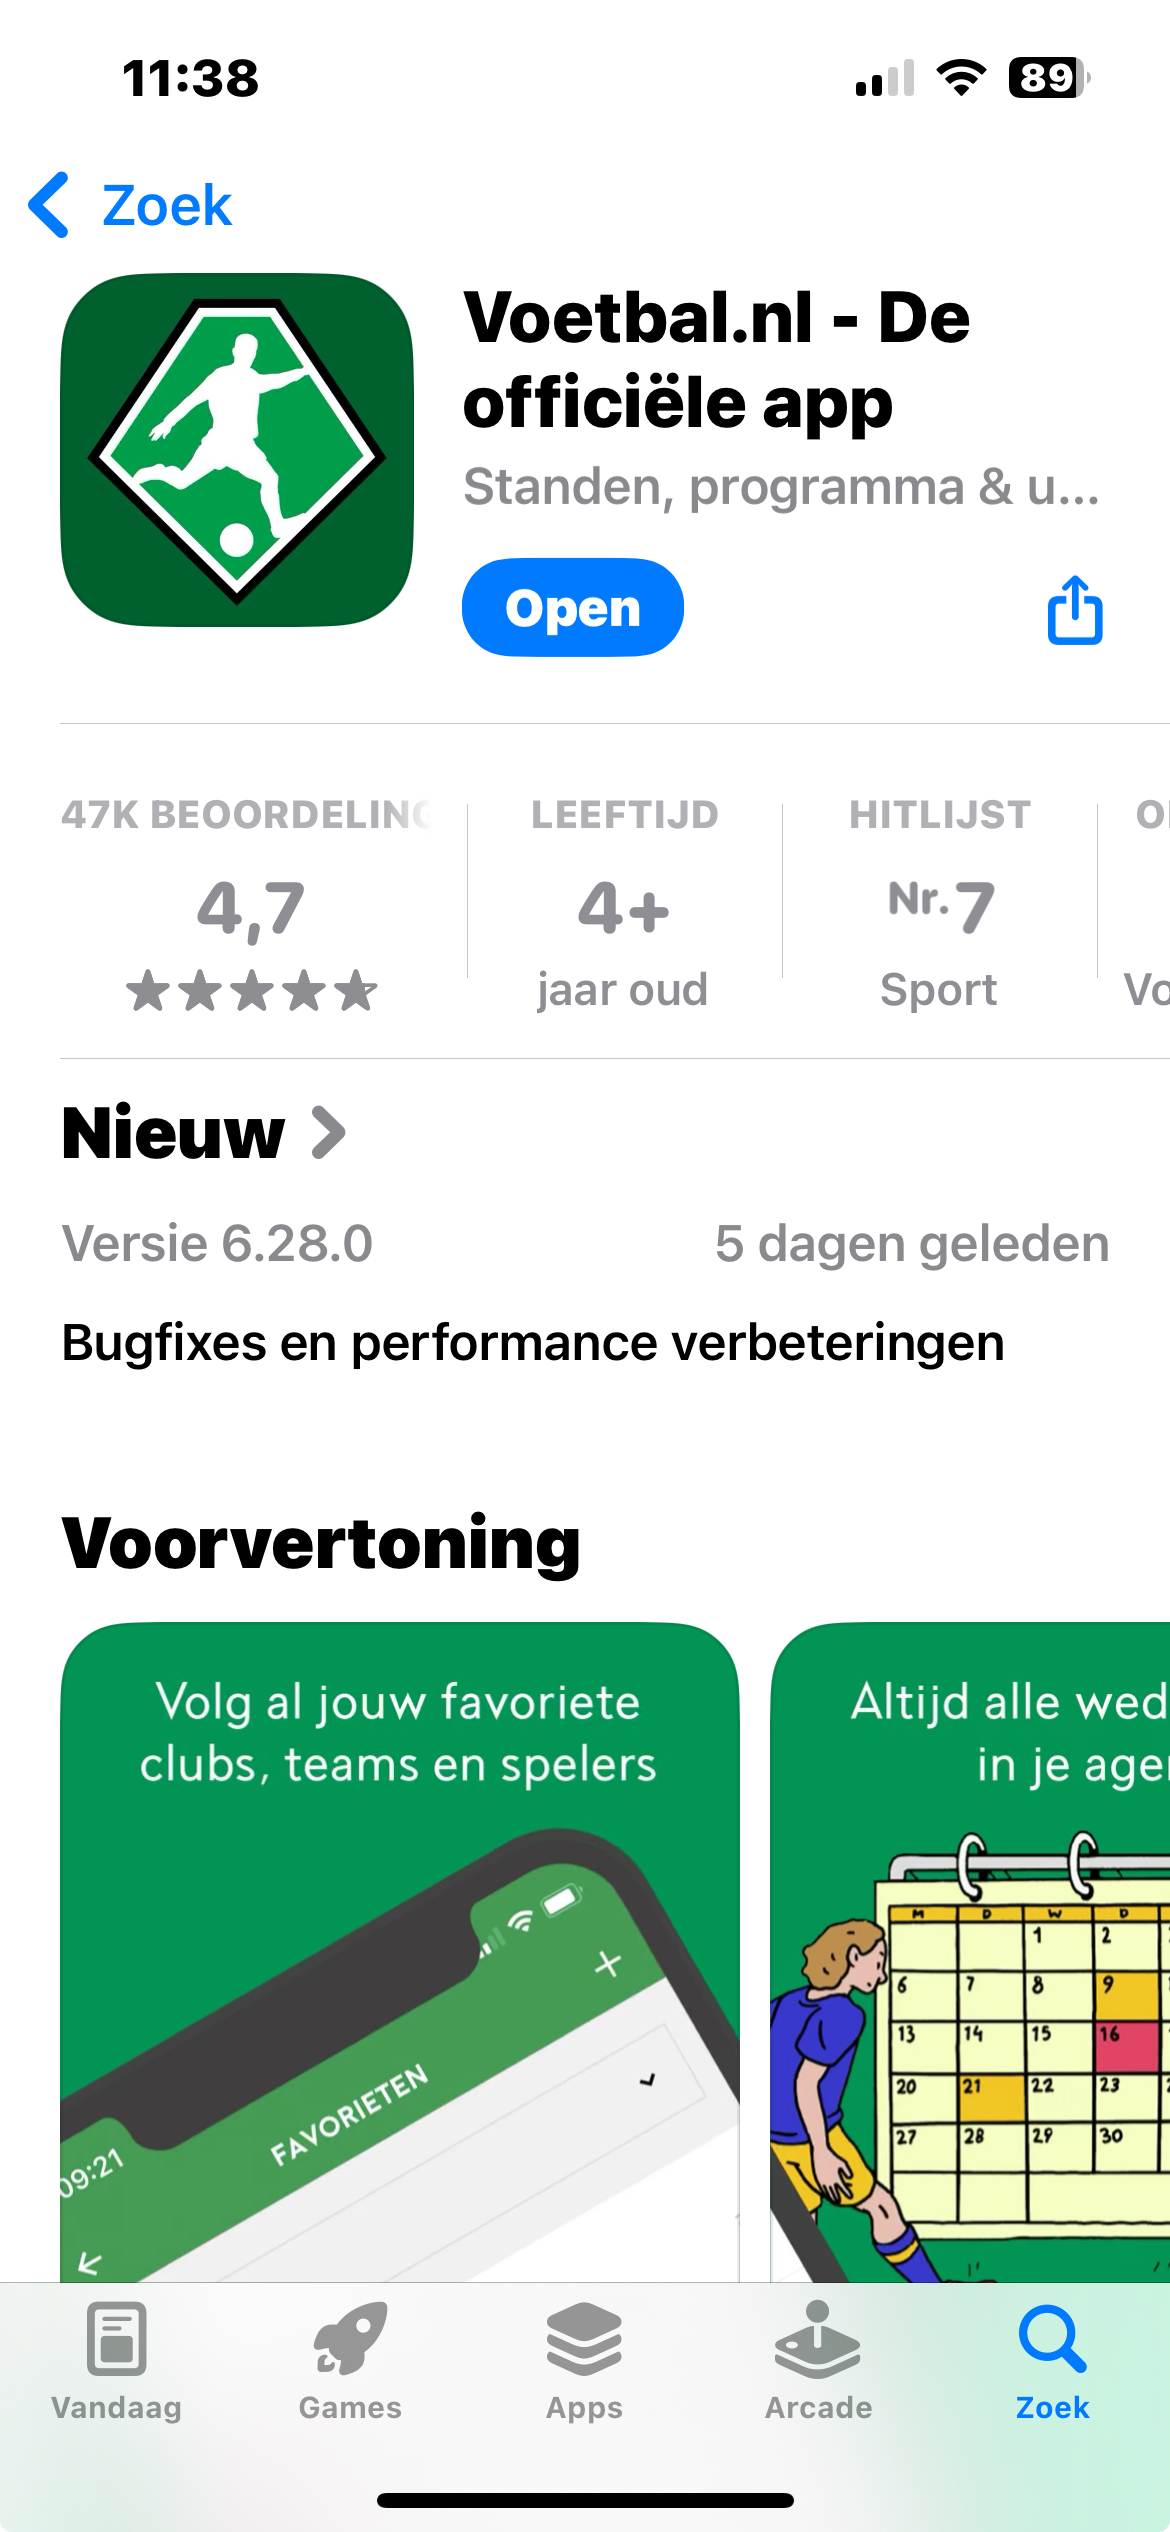 11:38
89
Zoek
Voetbal.nl - De
officiële app
Standen, programma & u...
Open
47K BEOORDELING
LEEFTIJD
HITLIJST
4,7
4+
Nr. 7
jaar oud
Sport
Nieuw
Versie 6.28.0
5 dagen geleden
Bugfixes en performance verbeteringen
Voorvertoning
Volg al jouw favoriete
clubs, teams en spelers
09:21
FAVORIETEN
Altijd alle wed
in je age
M D W D
1 2
6 7 8 9
13 14 15 16
20 21 22 23
27 28 29 30
Vandaag
Games
Apps
Arcade
Zoek